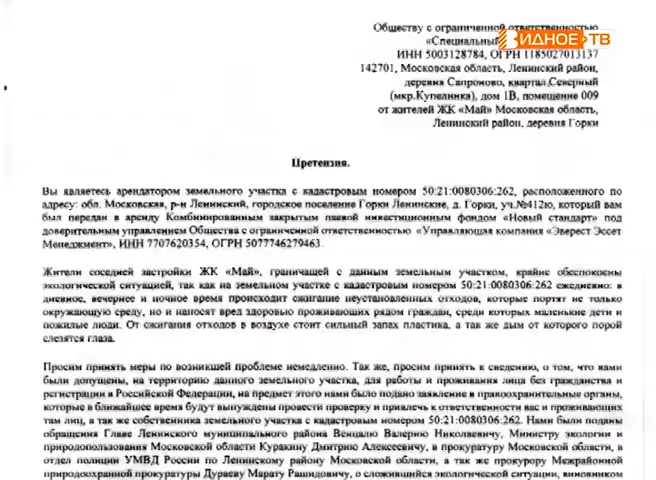 Обществу с ограниченной ответственностью
«Специальный
ВИДНОЕ-ТВ
ИНН 5003128784, ОГРН 1185027013137
142701, Московская область, Ленинский район,
деревня Сапроново, квартал Северный
(мкр.Купелинка), дом 1В, помещение 009
от жителей ЖК «Май» Московская область,
Ленинский район, деревня Горки
Претензия.
Вы являетесь арендатором земельного участка с кадастровым номером 50:21:0080306:262, расположенного по
адресу: обл. Московская, р-н Ленинский, городское поселение Горки Ленинские, д. Горки, уч.№412ю, который вам
был передан в аренду Комбинированным закрытым паевой инвестиционным фондом «Новый стандарт» под
доверительным управлением Общества с ограниченной ответственностью «Управляющая компания «Эверест Эссет
Менеджмент», ИНН 7707620354, ОГРН 5077746279463.
Жители соседней застройки ЖК «Май», граничащей с данным земельным участком, крайне обеспокоены
экологической ситуацией, так как на земельном участке с кадастровым номером 50:21:0080306:262 ежедневно: в
дневное, вечернее и ночное время происходит сжигание неустановленных отходов, которые портят не только
окружающую среду, но и наносят вред здоровью проживающих рядом граждан, среди которых маленькие дети и
пожилые люди. От сжигания отходов в воздухе стоит сильный запах пластика, а так же дым от которого порой
слезятся глаза.
Просим принять меры по возникшей проблеме немедленно. Так же, просим принять к сведению, о том, что вами
были допущены, на территорию данного земельного участка, для работы и проживания лица без гражданства и
регистрации в Российской Федерации, на предмет этого нами было подано заявление в правоохранительные органы,
которые в ближайшее время будут вынуждены провести проверку и привлечь к ответственности вас и проживающих
там лиц, а так же собственника земельного участка с кадастровым номером 50:21:0080306:262. Нами были поданы
обращения Главе Ленинского муниципального района Венцалю Валерию Николаевичу, Министру экологии и
природопользования Московской области Куракину Дмитрию Алексеевичу, в прокуратуру Московской области, в
отдел полиции УМВД России по Ленинскому району Московской области, а так же прокурору Межрайонной
природоохранной прокуратуры Дураеву Марату Рашидовичу, о сложившейся экологической ситуации, виновником